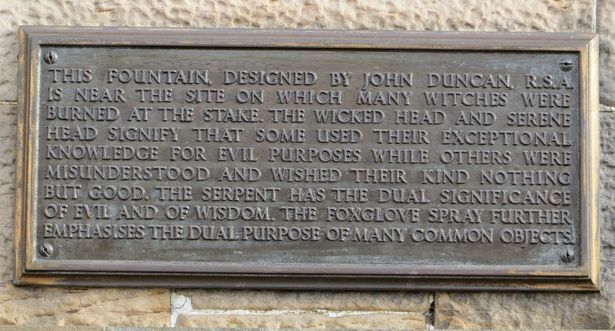 THIS FOUNTAIN, DESIGNED BY JOHN DUNCAN, R.S.A.
IS NEAR THE SITE ON WHICH MANY WITCHES WERE
BURNED AT THE STAKE. THE WICKED HEAD AND SERENE
HEAD SIGNIFY THAT SOME USED THEIR EXCEPTIONAL
KNOWLEDGE FOR EVIL PURPOSES WHILE OTHERS WERE
MISUNDERSTOOD AND WISHED THEIR KIND NOTHING
BUT GOOD. THE SERPENT HAS THE DUAL SIGNIFICANCE
OF EVIL AND OF WISDOM. THE FOXGLOVE SPRAY FURTHER
EMPHASISES THE DUAL PURPOSE OF MANY COMMON OBJECTS.